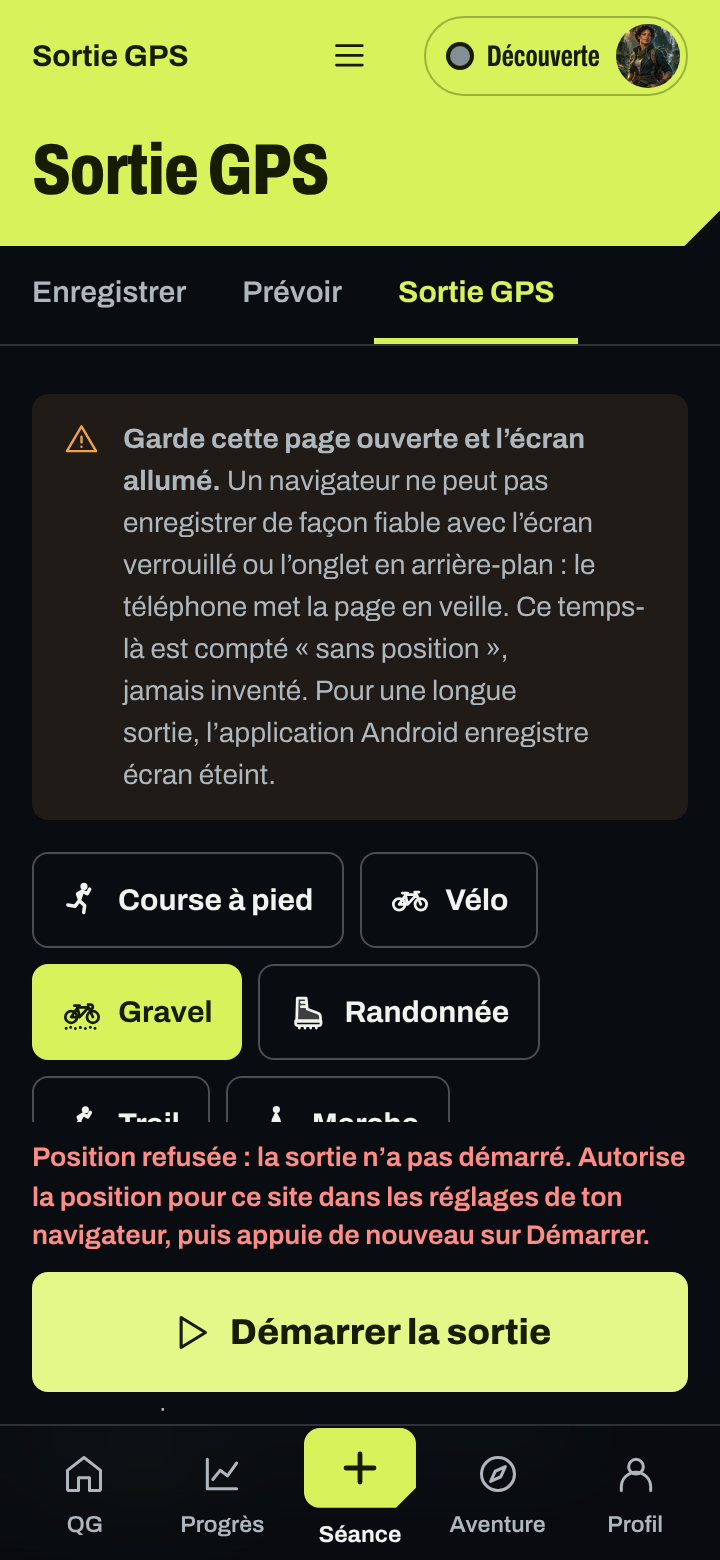 Sortie GPS
Découverte
Sortie GPS
Enregistrer
Prévoir
Sortie GPS
Garde cette page ouverte et l’écran
allumé. Un navigateur ne peut pas
enregistrer de façon fiable avec l’écran
verrouillé ou l’onglet en arrière-plan : le
téléphone met la page en veille. Ce temps-
là est compté « sans position »,
jamais inventé. Pour une longue
sortie, l’application Android enregistre
écran éteint.
Course à pied
Vélo
Gravel
Randonnée
Trail
Marche
Position refusée : la sortie n’a pas démarré. Autorise
la position pour ce site dans les réglages de ton
navigateur, puis appuie de nouveau sur Démarrer.
Démarrer la sortie
QG
Progrès
Séance
Aventure
Profil